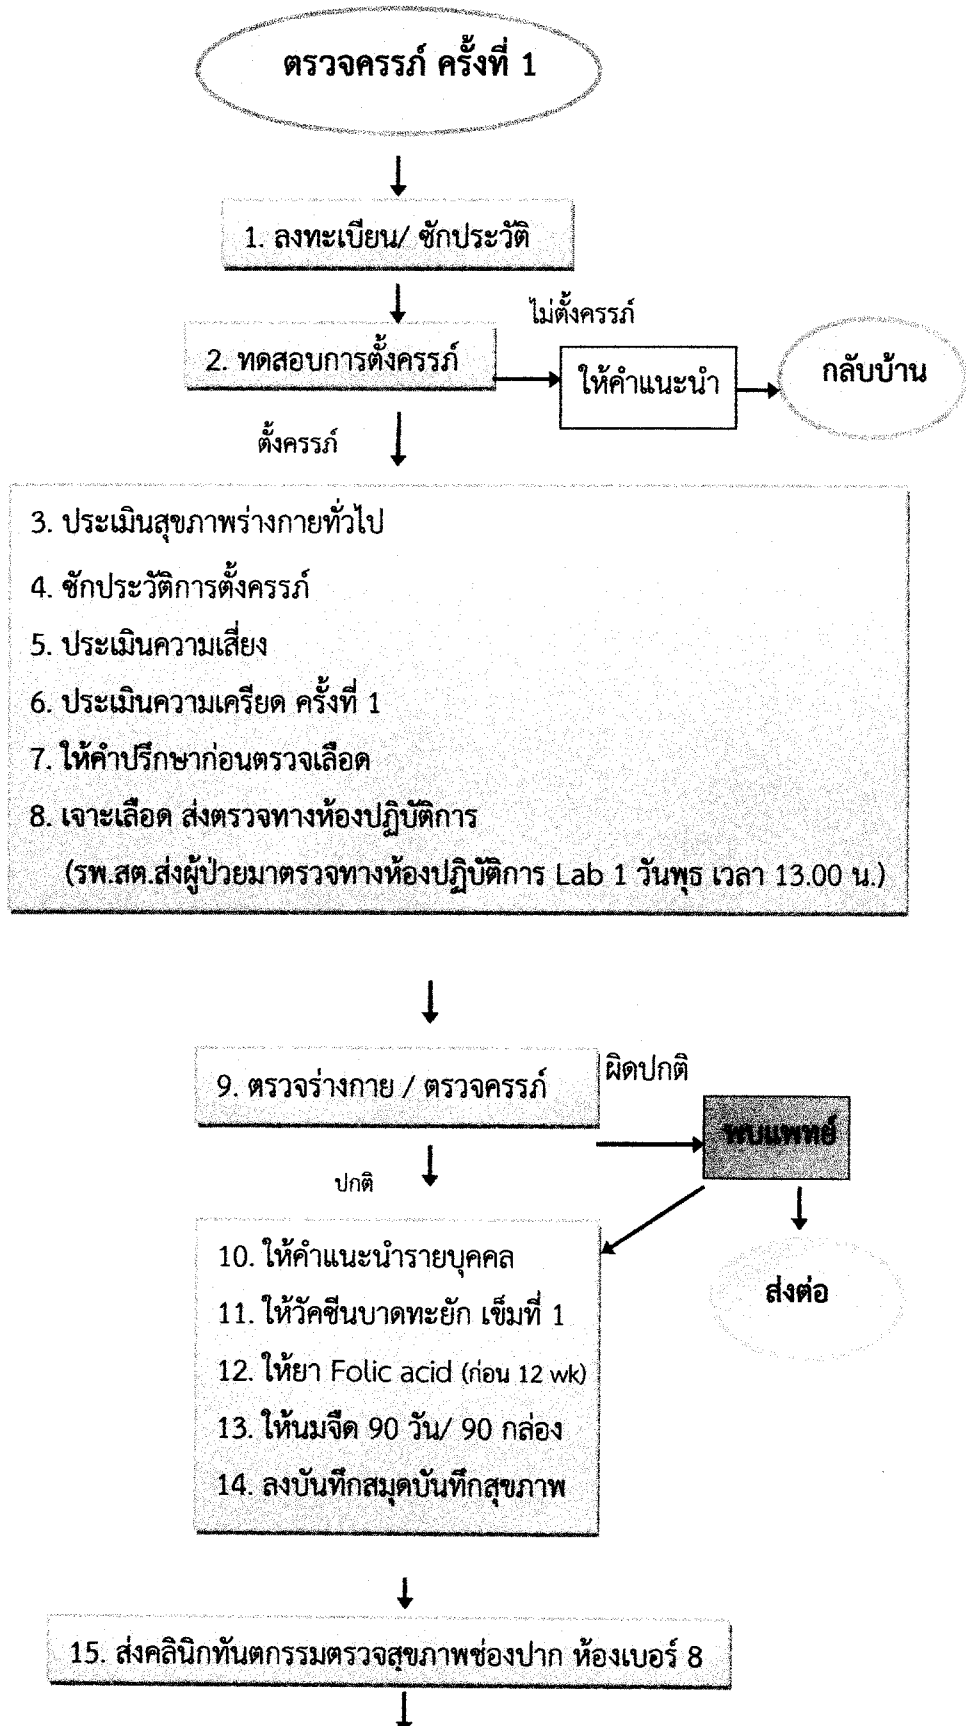 ตรวจครรภ์ ครั้งที่ 1
1. ลงทะเบียน/ ซักประวัติ
ไม่ตั้งครรภ์
2. ทดสอบการตั้งครรภ์
ให้คำแนะนำ
กลับบ้าน
ตั้งครรภ์
3. ประเมินสุขภาพร่างกายทั่วไป
4. ซักประวัติการตั้งครรภ์
5. ประเมินความเสี่ยง
6. ประเมินความเครียด ครั้งที่ 1
7. ให้คำปรึกษาก่อนตรวจเลือด
8. เจาะเลือด ส่งตรวจทางห้องปฏิบัติการ
(รพ.สต.ส่งผู้ป่วยมาตรวจทางห้องปฏิบัติการ Lab 1 วันพุธ เวลา 13.00 น.)
9. ตรวจร่างกาย / ตรวจครรภ์
ผิดปกติ
พบแพทย์
ปกติ
ส่งต่อ
10. ให้คำแนะนำรายบุคคล
11. ให้วัคซีนบาดทะยัก เข็มที่ 1
12. ให้ยา Folic acid (ก่อน 12 wk)
13. ให้นมจืด 90 วัน/ 90 กล่อง
14. ลงบันทึกสมุดบันทึกสุขภาพ
15. ส่งคลินิกทันตกรรมตรวจสุขภาพช่องปาก ห้องเบอร์ 8